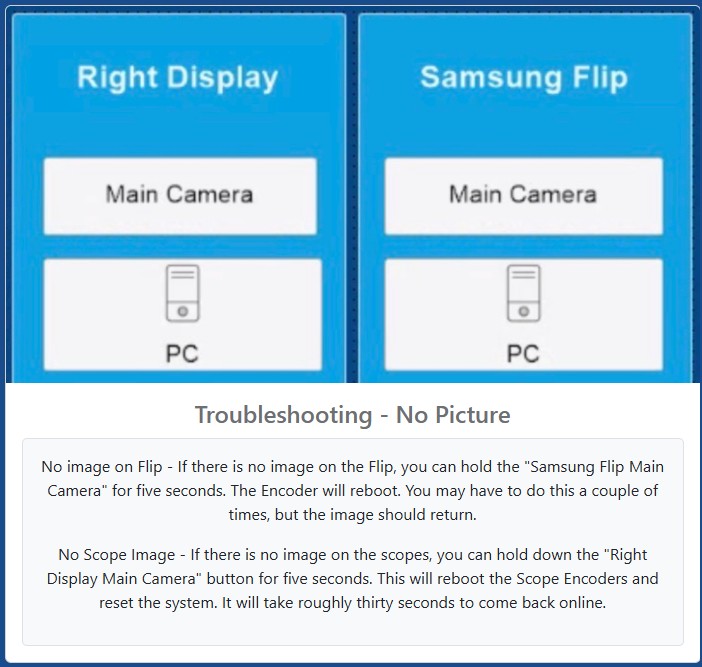 Right Display
Samsung Flip
Main Camera
Main Camera
PC
PC
Troubleshooting - No Picture
No image on Flip - If there is no image on the Flip, you can hold the "Samsung Flip Main
Camera" for five seconds. The Encoder will reboot. You may have to do this a couple of
times, but the image should return.
No Scope Image - If there is no image on the scopes, you can hold down the "Right
Display Main Camera" button for five seconds. This will reboot the Scope Encoders and
reset the system. It will take roughly thirty seconds to come back online.